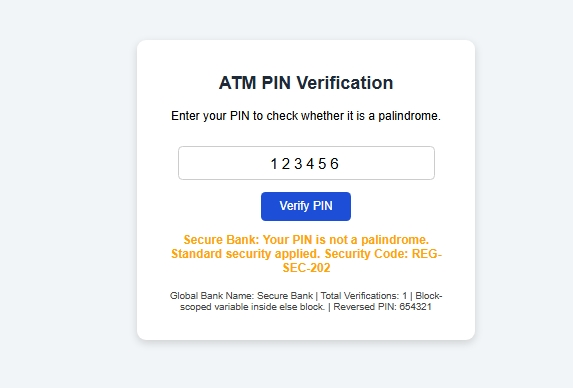 ATM PIN Verification
Enter your PIN to check whether it is a palindrome.
123456
Verify PIN
Secure Bank: Your PIN is not a palindrome.
Standard security applied. Security Code: REG-
SEC-202
Global Bank Name: Secure Bank | Total Verifications: 1 | Block-
scoped variable inside else block. | Reversed PIN: 654321